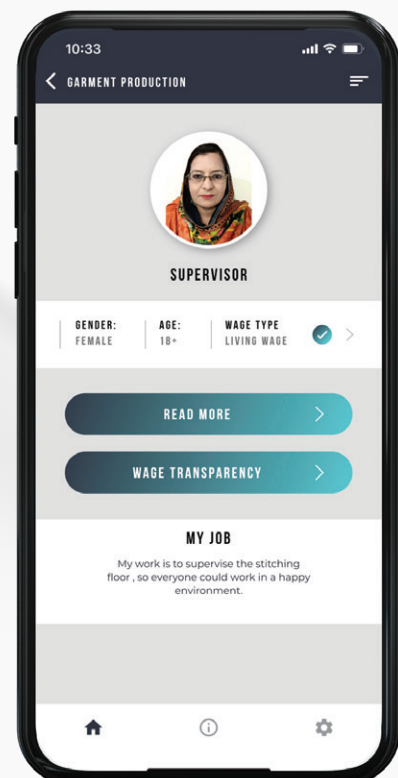 10:33
GARMENT PRODUCTION
SUPERVISOR
GENDER: AGE: WAGE TYPE
FEMALE 18+ LIVING WAGE
READ MORE
WAGE TRANSPARENCY
MY JOB
My work is to supervise the stitching
floor , so everyone could work in a happy
environment.